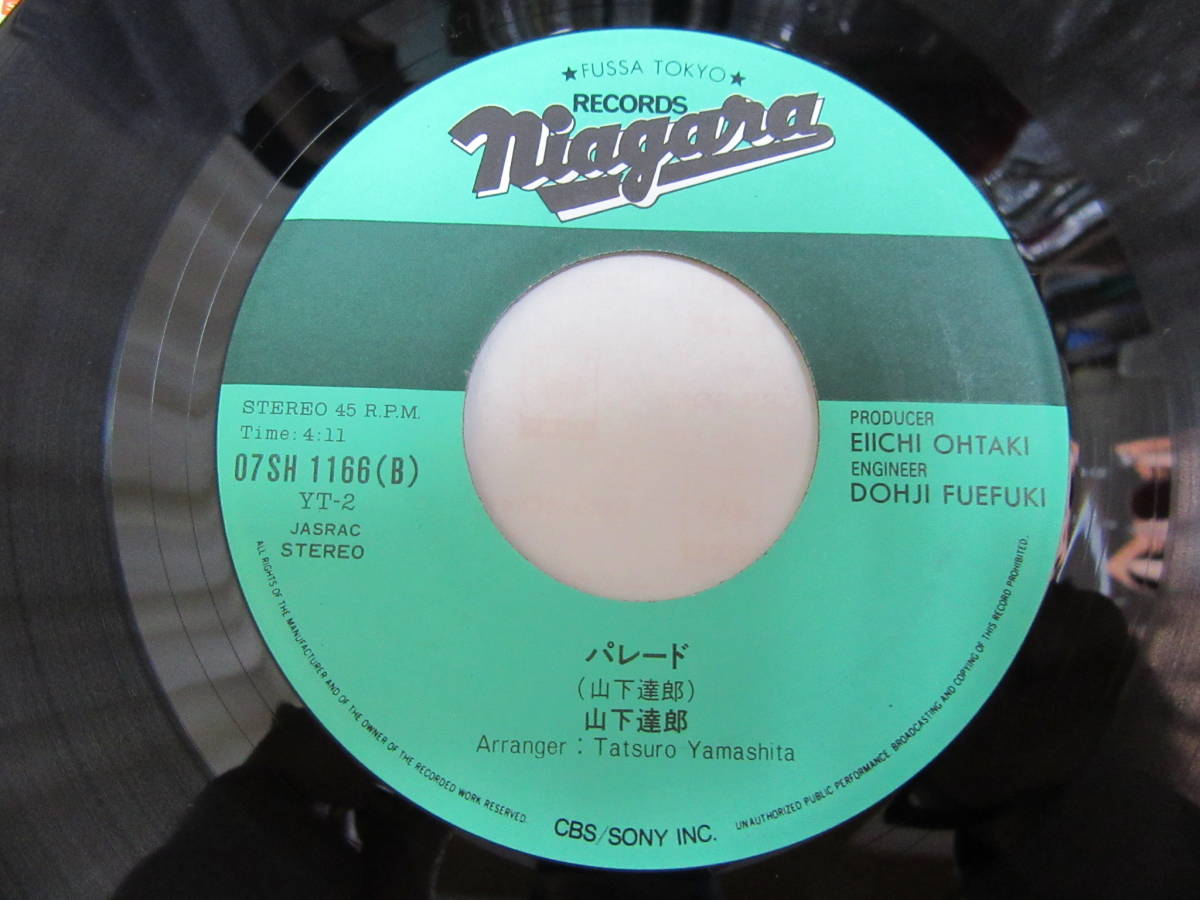 ★FUSSA TOKYO★
RECORDS
Niagara
STEREO 45 R.P.M.
Time: 4:11
07SH 1166(B)
YT-2
JASRAC
STEREO
PRODUCER
EIICHI OHTAKI
ENGINEER
DOHJI FUEFUKI
パレード
(山下達郎)
山下達郎
Arranger : Tatsuro Yamashita
ALL RIGHTS OF THE MANUFACTURER AND OF THE OWNER OF THE RECORDED WORK RESERVED.
CBS/SONY INC.
UNAUTHORIZED PUBLIC PERFORMANCE BROADCASTING AND COPYING OF THIS RECORD PROHIBITED.